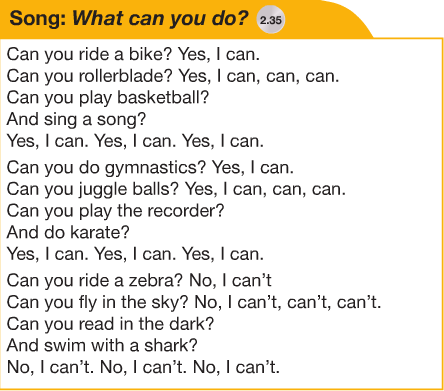 Song: What can you do? 2.35
Can you ride a bike? Yes, I can.
Can you rollerblade? Yes, I can, can, can.
Can you play basketball?
And sing a song?
Yes, I can. Yes, I can. Yes, I can.
Can you do gymnastics? Yes, I can.
Can you juggle balls? Yes, I can, can, can.
Can you play the recorder?
And do karate?
Yes, I can. Yes, I can. Yes, I can.
Can you ride a zebra? No, I can’t
Can you fly in the sky? No, I can’t, can’t, can’t.
Can you read in the dark?
And swim with a shark?
No, I can’t. No, I can’t. No, I can’t.